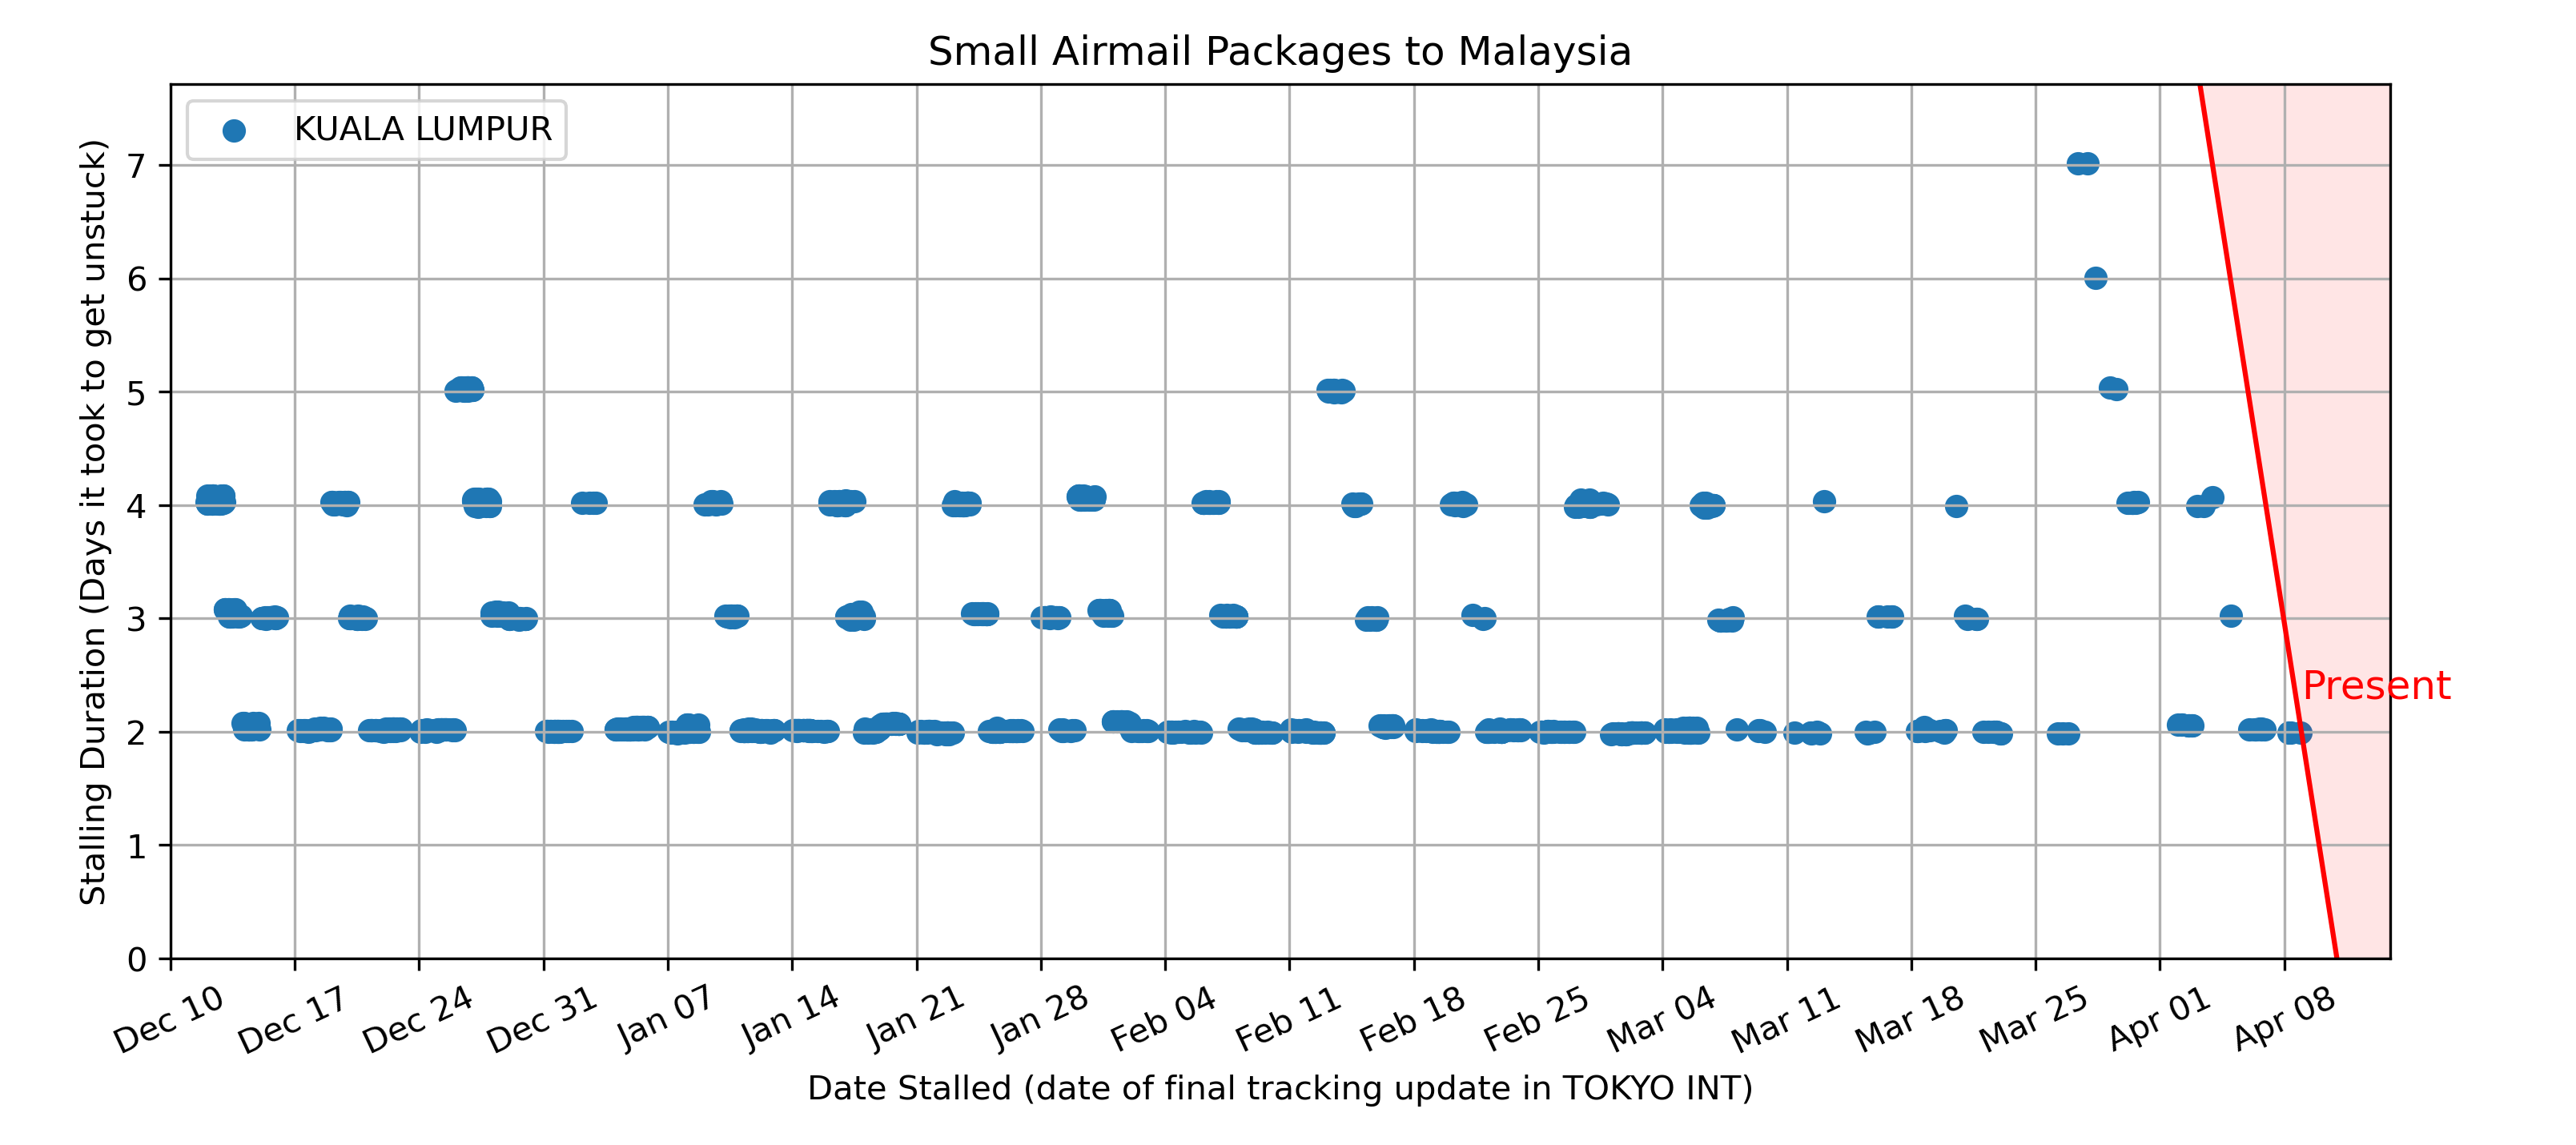 Small Airmail Packages to Malaysia
KUALA LUMPUR
Stalling Duration (Days it took to get unstuck)
7
6
5
4
3
2
1
0
Present
Dec 10
Dec 17
Dec 24
Dec 31
Jan 07
Jan 14
Jan 21
Jan 28
Feb 04
Feb 11
Feb 18
Feb 25
Mar 04
Mar 11
Mar 18
Mar 25
Apr 01
Apr 08
Date Stalled (date of final tracking update in TOKYO INT)